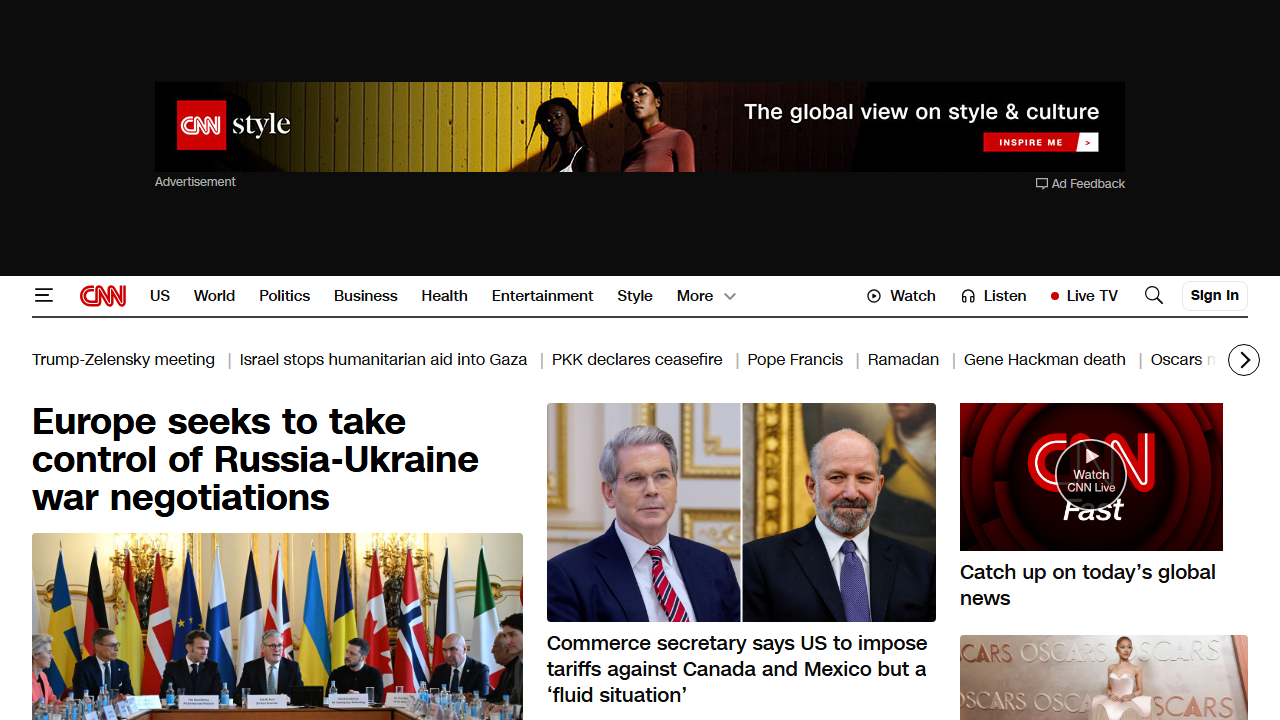 CNN style
The global view on style & culture
INSPIRE ME >
Advertisement
Ad Feedback
CNN US World Politics Business Health Entertainment Style More Watch Listen Live TV Sign in
Trump-Zelensky meeting | Israel stops humanitarian aid into Gaza | PKK declares ceasefire | Pope Francis | Ramadan | Gene Hackman death | Oscars
Europe seeks to take
control of Russia-Ukraine
war negotiations
CNN
Watch
CNN Live
Fast
Catch up on today’s global
news
Commerce secretary says US to impose
tariffs against Canada and Mexico but a
‘fluid situation’
OSCARS OSCARS OSCARS
OSCARS OSCARS